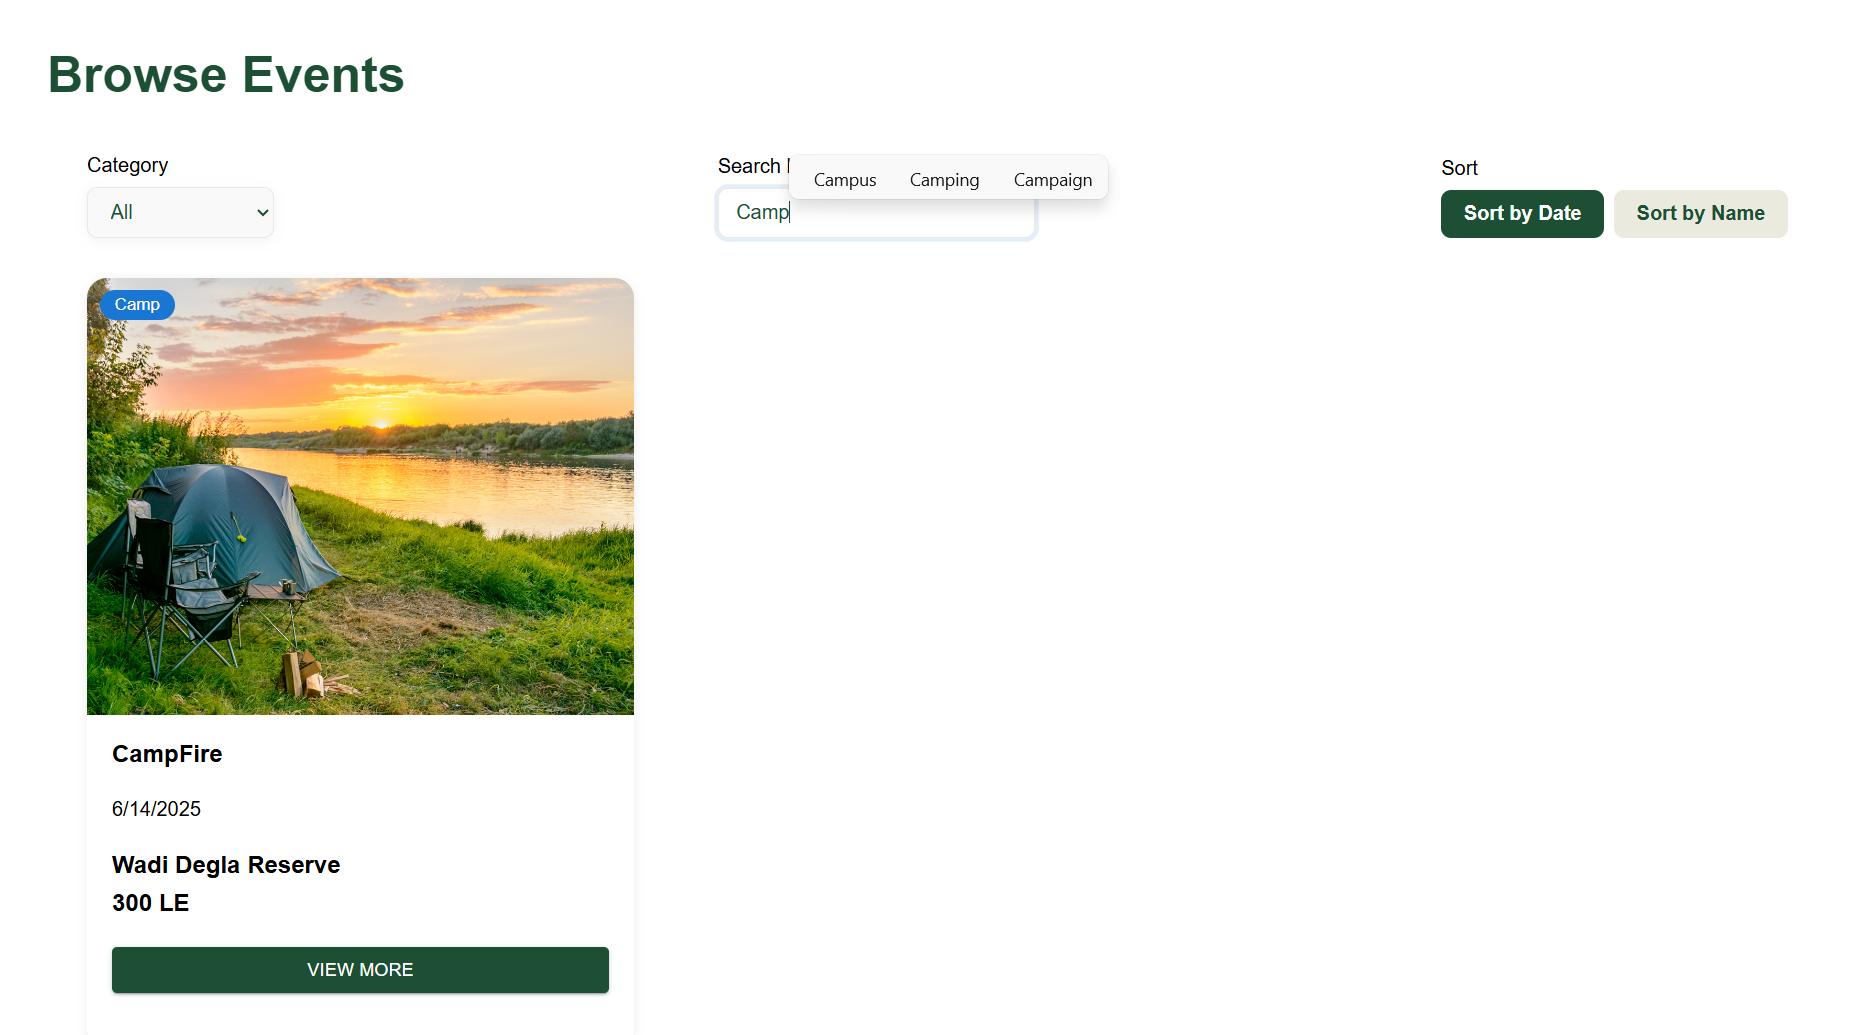 Browse Events
Category
All
Search
Campus Camping Campaign
Camp
Sort
Sort by Date
Sort by Name
Camp
CampFire
6/14/2025
Wadi Degla Reserve
300 LE
VIEW MORE